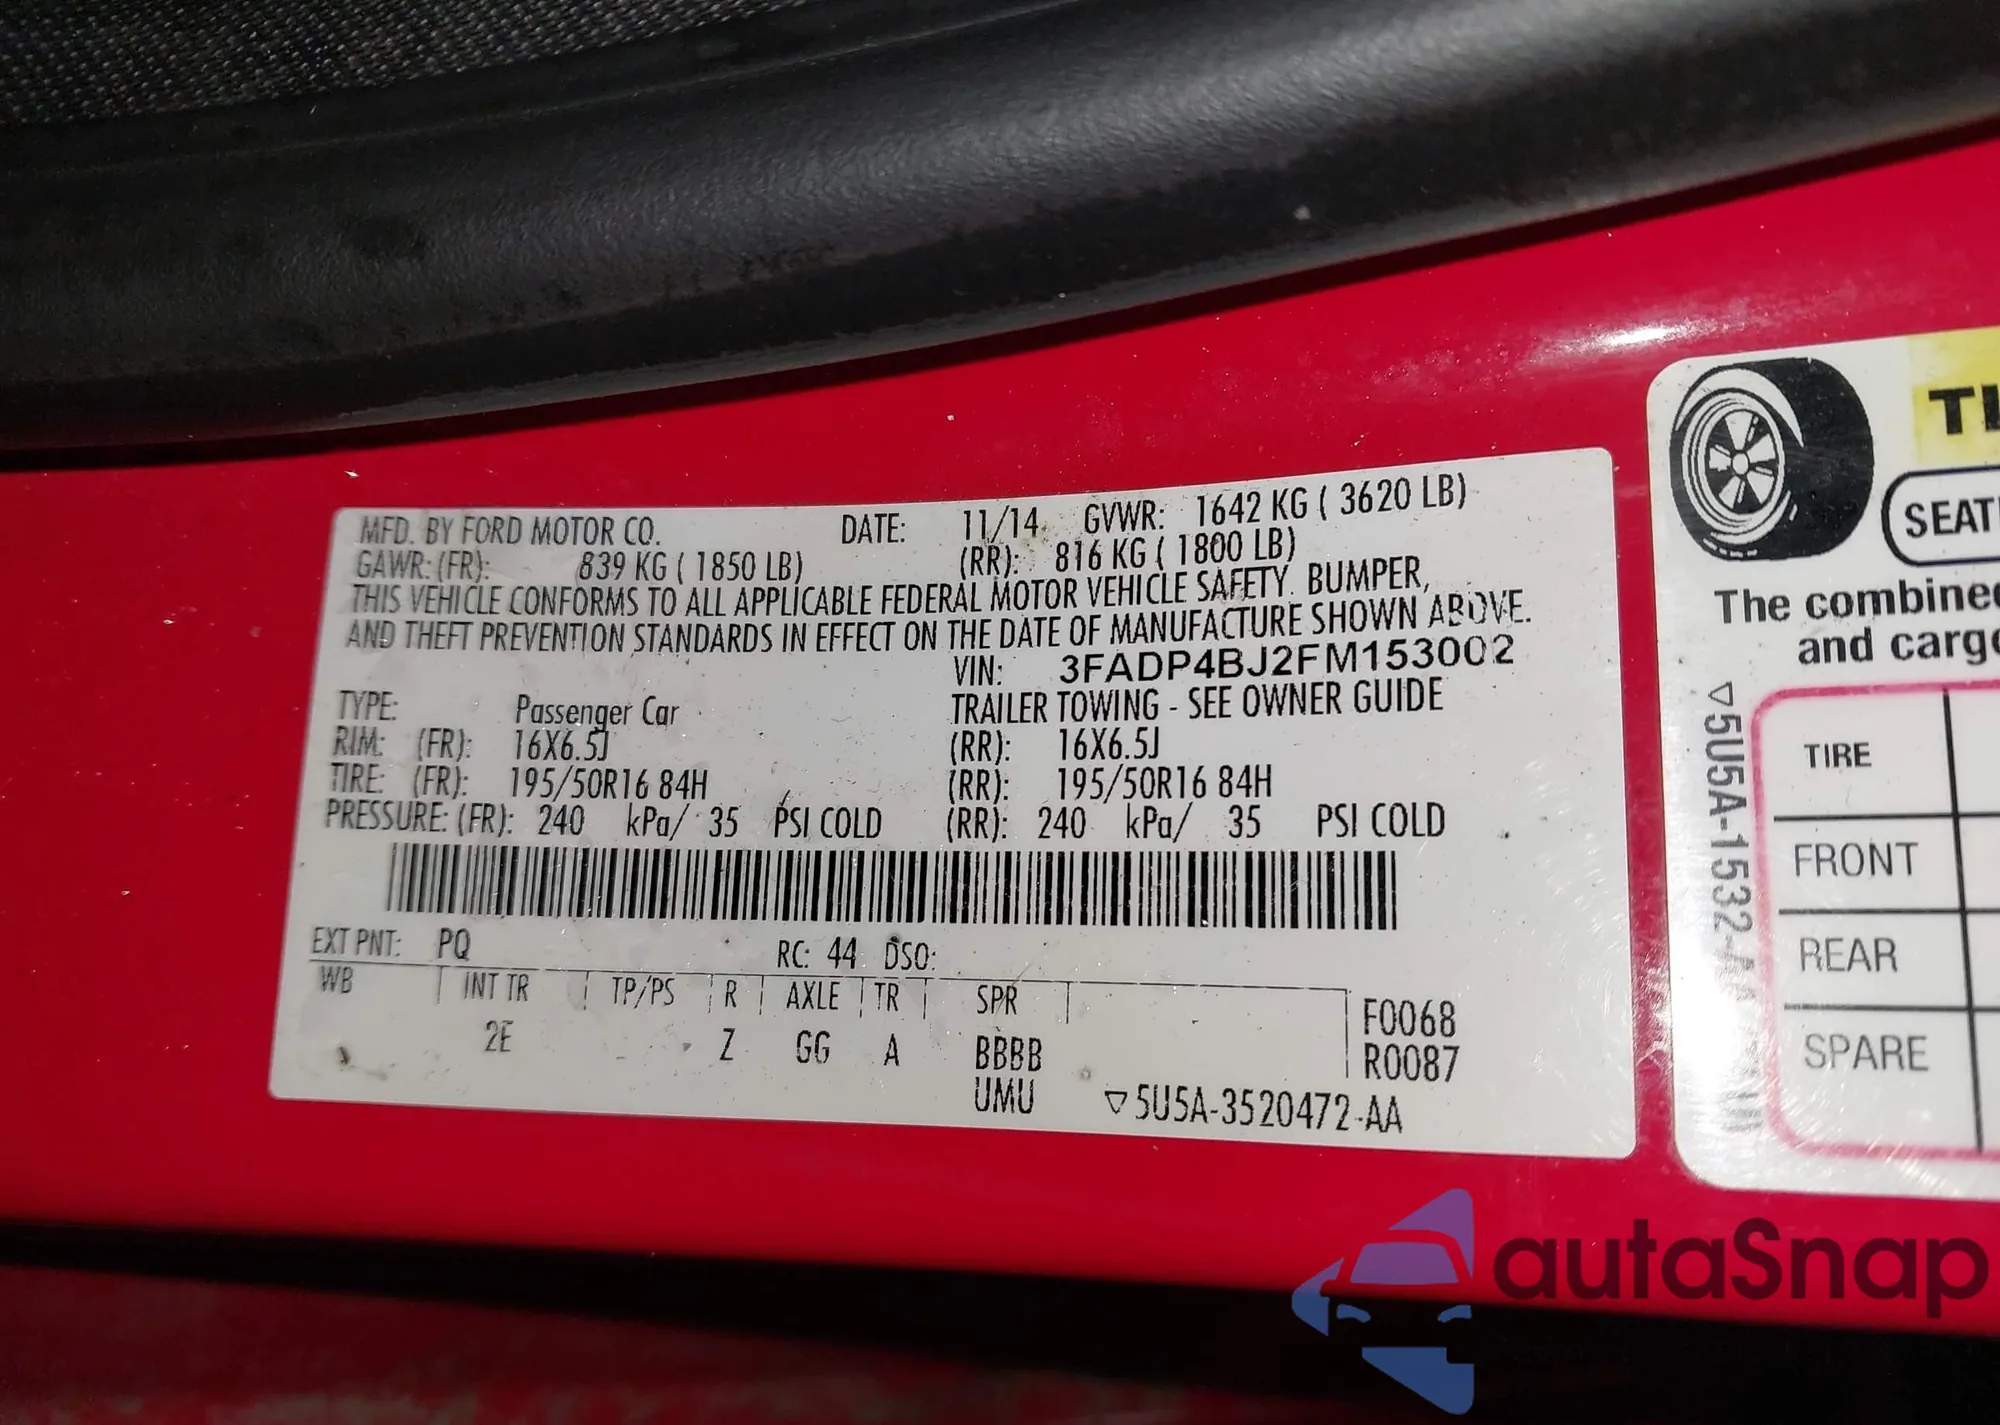 MFD. BY FORD MOTOR CO. DATE: 11/14 GVWR: 1642 KG ( 3620 LB)
GAWR: (FR): 839 KG ( 1850 LB) (RR): 816 KG ( 1800 LB)
THIS VEHICLE CONFORMS TO ALL APPLICABLE FEDERAL MOTOR VEHICLE SAFETY. BUMPER,
AND THEFT PREVENTION STANDARDS IN EFFECT ON THE DATE OF MANUFACTURE SHOWN ABOVE.
VIN: 3FADP4BJ2FM153002
TYPE: Passenger Car TRAILER TOWING - SEE OWNER GUIDE
RIM: (FR): 16X6.5J (RR): 16X6.5J
TIRE: (FR): 195/50R16 84H (RR): 195/50R16 84H
PRESSURE: (FR): 240 kPa/ 35 PSI COLD (RR): 240 kPa/ 35 PSI COLD
EXT PNT: PQ RC: 44 DSO:
WB INT TR TP/PS R AXLE TR SPR
2E Z GG A BBBB
UMU
F0068
R0087
▽5U5A-3520472-AA
SEAT
The combined
and cargo
▽5U5A-1532-A
TIRE
FRONT
REAR
SPARE
autaSnap